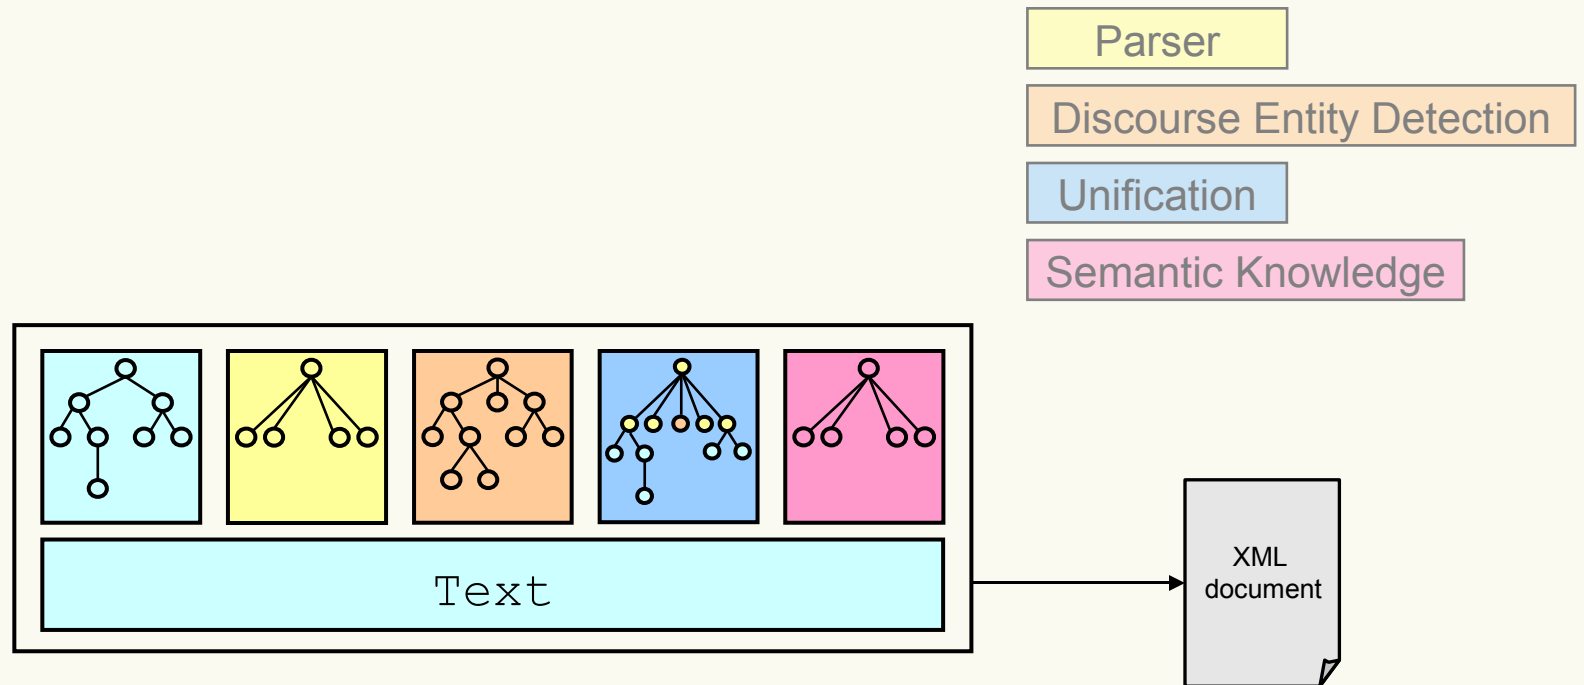 Parser
Discourse Entity Detection
Unification
Semantic Knowledge
Text
XML
document